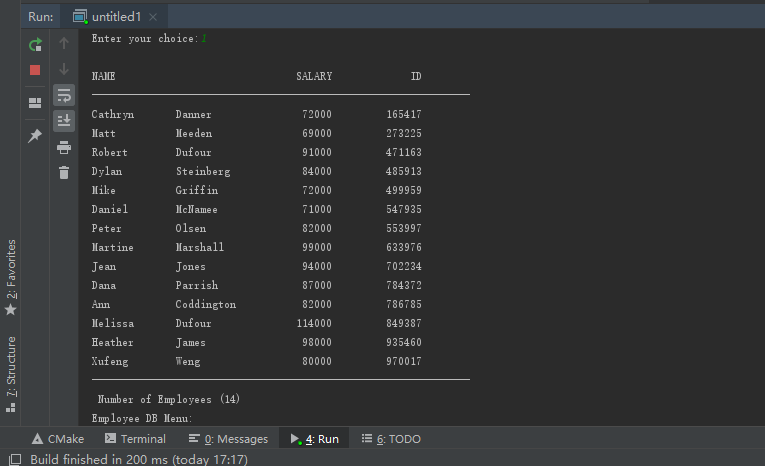 Run: untitled1
Enter your choice:1
NAME SALARY ID
Cathryn Danner 72000 165417
Matt Meeden 69000 273225
Robert Dufour 91000 471163
Dylan Steinberg 84000 485913
Mike Griffin 72000 499959
Daniel McNamee 71000 547935
Peter Olsen 82000 553997
Martine Marshall 99000 633976
Jean Jones 94000 702234
Dana Parrish 87000 784372
Ann Coddington 82000 786785
Melissa Dufour 114000 849387
Heather James 98000 935460
Xufeng Weng 80000 970017
Number of Employees (14)
Employee DB Menu:
2: Favorites
7: Structure
CMake Terminal 0: Messages 4: Run 6: TODO
Build finished in 200 ms (today 17:17)